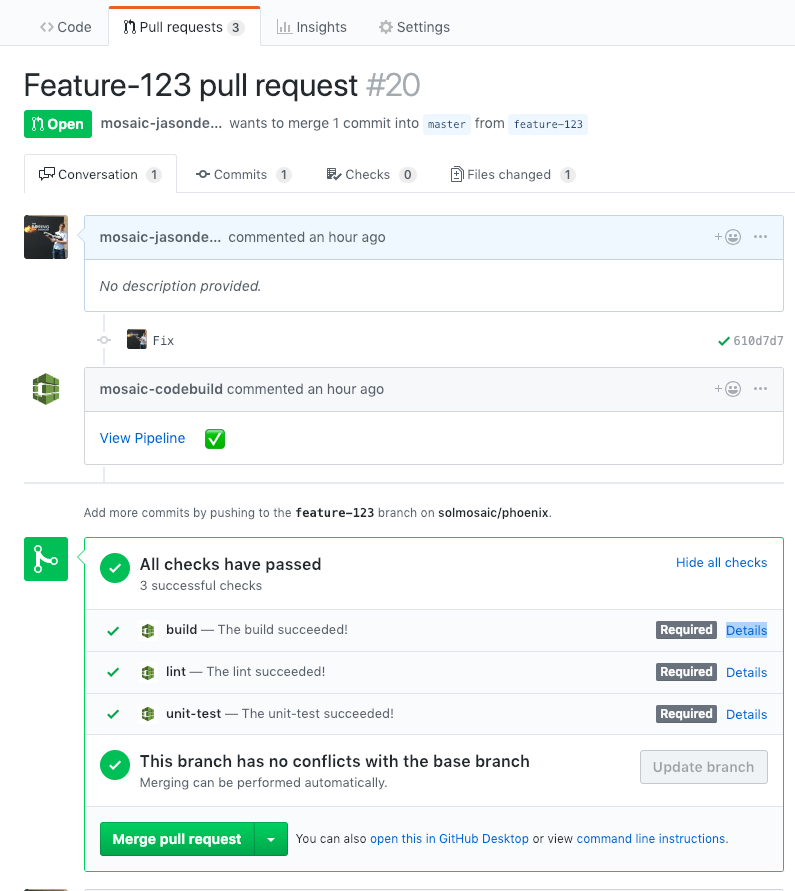 Code Pull requests 3 Insights Settings
Feature-123 pull request #20
Open mosaic-jasonde... wants to merge 1 commit into master from feature-123
Conversation 1 Commits 1 Checks 0 Files changed 1
mosaic-jasonde... commented an hour ago
No description provided.
Fix 610d7d7
mosaic-codebuild commented an hour ago
View Pipeline
Add more commits by pushing to the feature-123 branch on solmosaic/phoenix.
All checks have passed Hide all checks
3 successful checks
build — The build succeeded! Required Details
lint — The lint succeeded! Required Details
unit-test — The unit-test succeeded! Required Details
This branch has no conflicts with the base branch
Merging can be performed automatically.
Update branch
Merge pull request You can also open this in GitHub Desktop or view command line instructions.